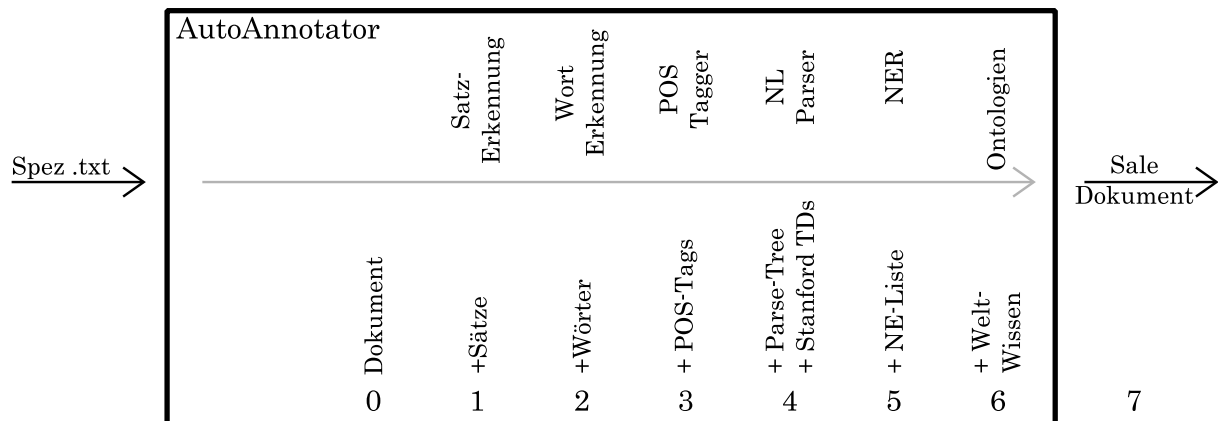 AutoAnnotator
Satz-
Erkennung
Wort
Erkennung
POS
Tagger
NL
Parser
NER
Ontologien
Spez .txt
Sale
Dokument
Dokument
+Sätze
+Wörter
+ POS-Tags
+ Parse-Tree
+ Stanford TDs
+ NE-Liste
+ Welt-
Wissen
0 1 2 3 4 5 6 7